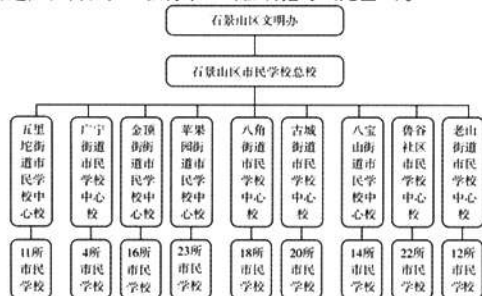 石景山区文明办
石景山区市民学校总校
五里坨街道市民学校中心校
广宁街道市民学校中心校
金顶街街道市民学校中心校
苹果园街道市民学校中心校
八角街道市民学校中心校
古城街道市民学校中心校
八宝山街道市民学校中心校
鲁谷社区市民学校中心校
老山街道市民学校中心校
11所市民学校
4所市民学校
16所市民学校
23所市民学校
18所市民学校
20所市民学校
14所市民学校
22所市民学校
12所市民学校